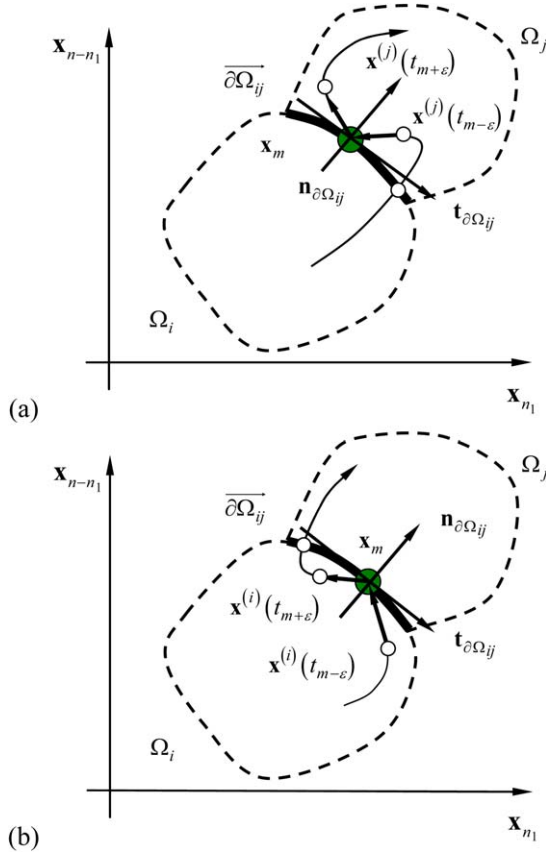 x_{n-n_1}
Ω_j
x^{(j)}(t_{m+ε})
\overrightarrow{∂Ω_{ij}}
x^{(j)}(t_{m-ε})
x_m
n_{∂Ω_{ij}}
t_{∂Ω_{ij}}
Ω_i
x_{n_1}
(a)
x_{n-n_1}
Ω_j
\overrightarrow{∂Ω_{ij}}
x_m
n_{∂Ω_{ij}}
x^{(i)}(t_{m+ε})
t_{∂Ω_{ij}}
x^{(i)}(t_{m-ε})
Ω_i
x_{n_1}
(b)